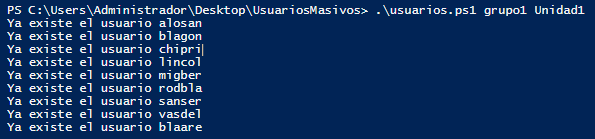 PS C:\Users\Administrador\Desktop\UsuariosMasivos> .\usuarios.ps1 grupo1 Unidad1
Ya existe el usuario alosan
Ya existe el usuario blagon
Ya existe el usuario chipri
Ya existe el usuario lincol
Ya existe el usuario migber
Ya existe el usuario rodbla
Ya existe el usuario sanser
Ya existe el usuario vasdel
Ya existe el usuario blaare